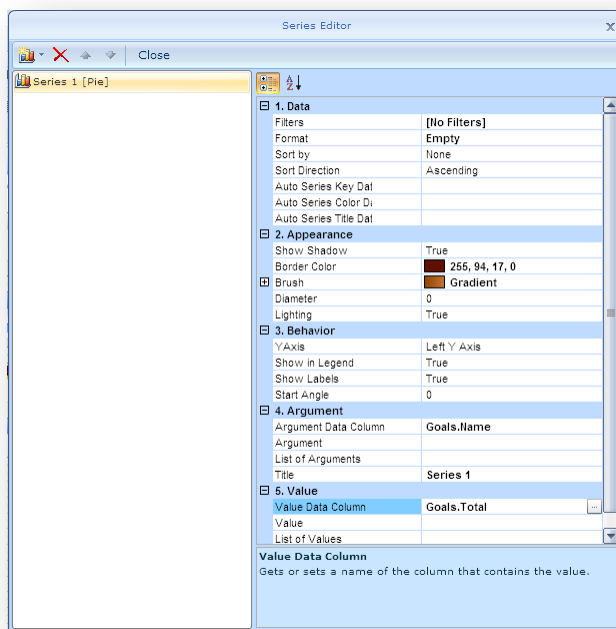 Series Editor
x
Close
Series 1 [Pie]
A
Z
1. Data
Filters [No Filters]
Format Empty
Sort by None
Sort Direction Ascending
Auto Series Key Dat
Auto Series Color Da
Auto Series Title Dat
2. Appearance
Show Shadow True
Border Color 255, 94, 17, 0
Brush Gradient
Diameter 0
Lighting True
3. Behavior
YAxis Left Y Axis
Show in Legend True
Show Labels True
Start Angle 0
4. Argument
Argument Data Column Goals.Name
Argument
List of Arguments
Title Series 1
5. Value
Value Data Column Goals.Total ...
Value
List of Values
Value Data Column
Gets or sets a name of the column that contains the value.